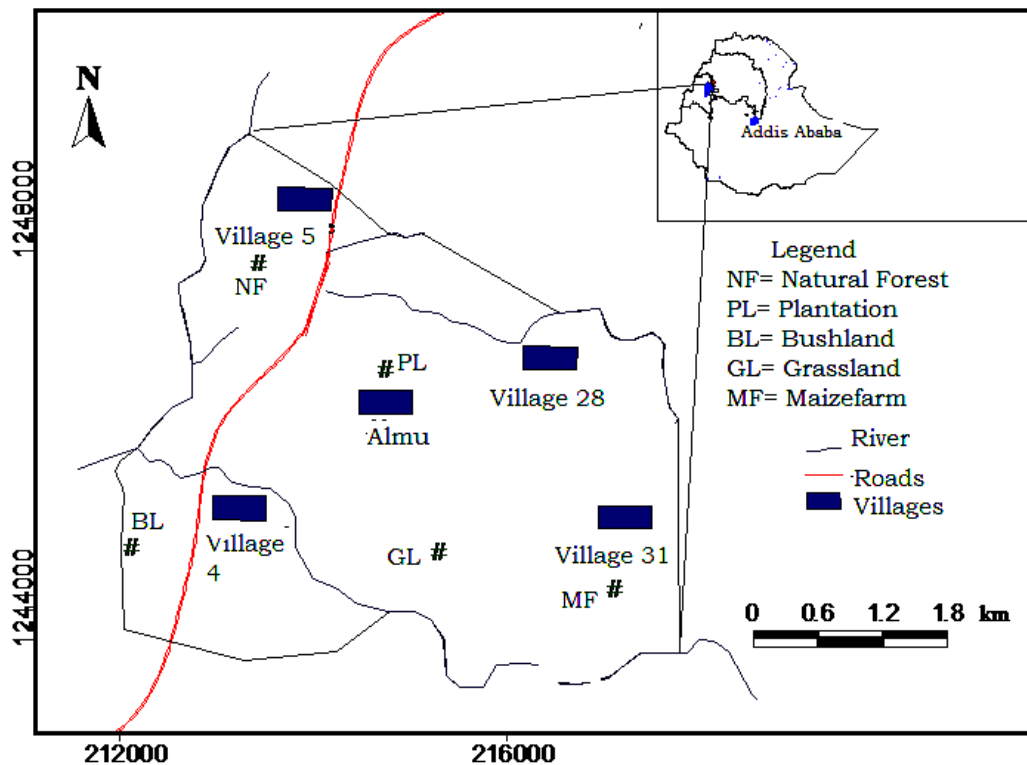 N
Addis Ababa
Village 5
#
NF
Legend
NF= Natural Forest
PL= Plantation
BL= Bushland
GL= Grassland
MF= Maizefarm
River
Roads
Villages
# PL
Almu
Village 28
BL
#
Village
4
GL #
Village 31
MF #
0 0.6 1.2 1.8 km
1244000
212000 216000